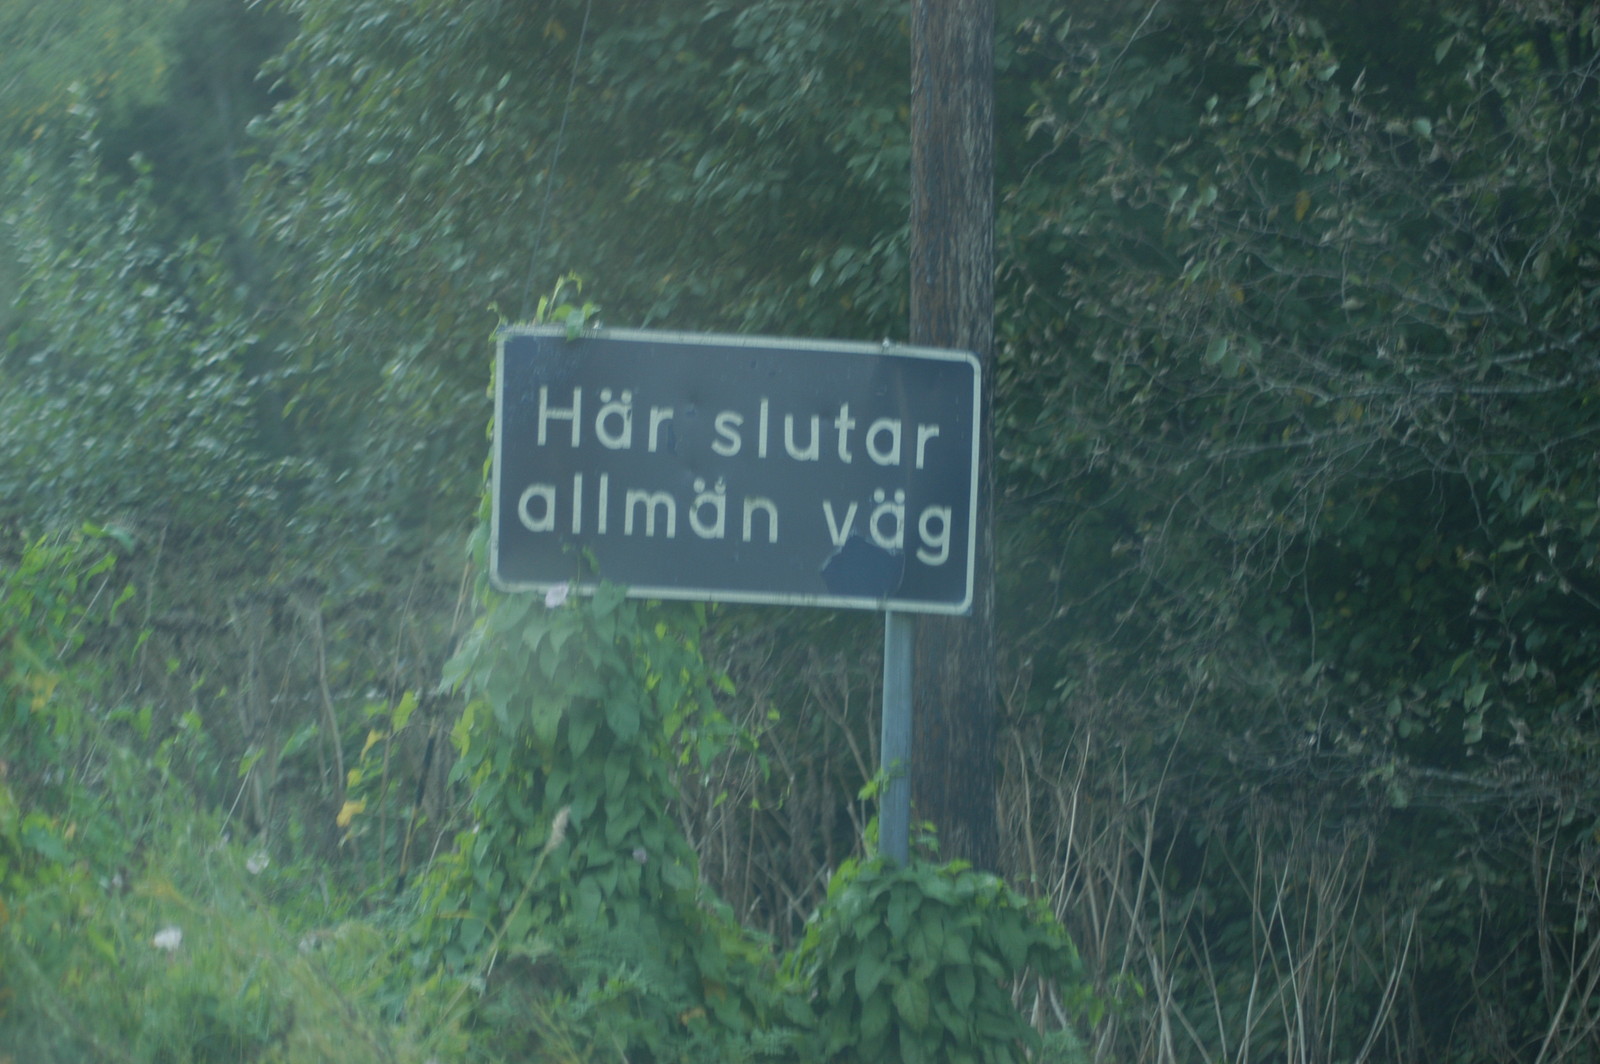 Här slutar
allmän väg